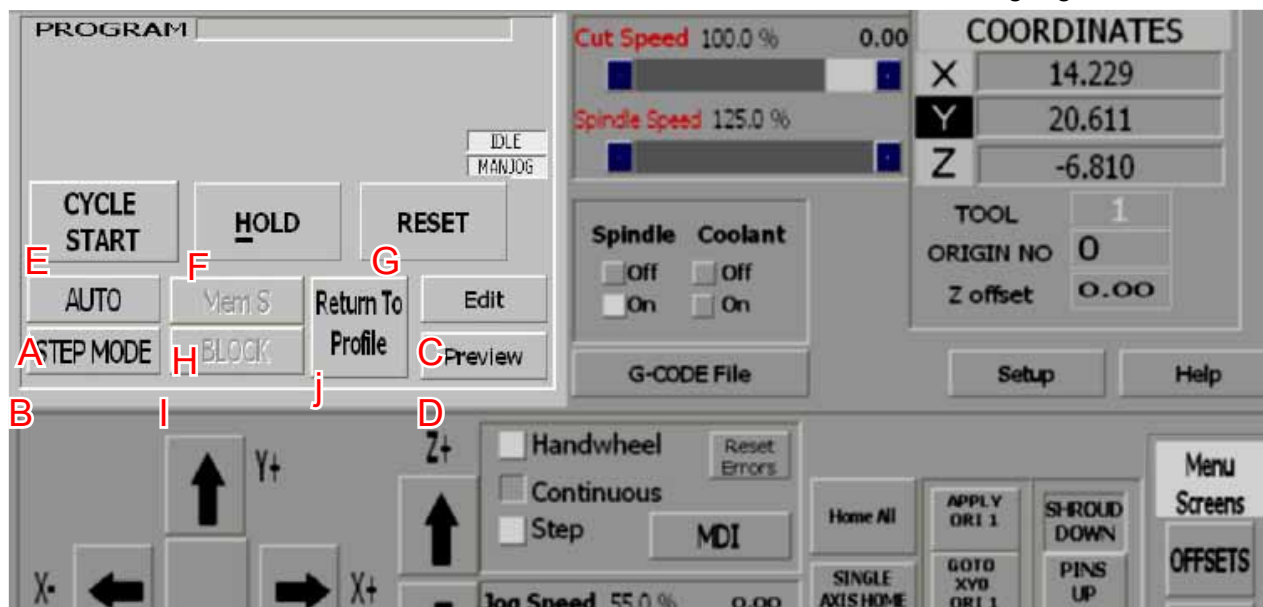 PROGRAM
IDLE
MANJOG
CYCLE
START
HOLD
RESET
E
F
G
AUTO
Mem S
Return To
Profile
Edit
A
STEP MODE
H
BLOCK
j
C
Preview
B
I
D
Cut Speed 100.0 % 0.00
Spindle Speed 125.0 %
Spindle Coolant
Off Off
On On
G-CODE File
COORDINATES
X 14.229
Y 20.611
Z -6.810
TOOL 1
ORIGIN NO 0
Z offset 0.00
Setup
Help
Y+
X-
X+
Z+
Handwheel
Reset
Errors
Continuous
Step
MDI
Jog Speed 55.0 % 0.00
Home All
SINGLE
AXIS HOME
APPLY
ORI 1
GOTO
XY0
ORI 1
SHROUD
DOWN
PINS
UP
Menu
Screens
OFFSETS